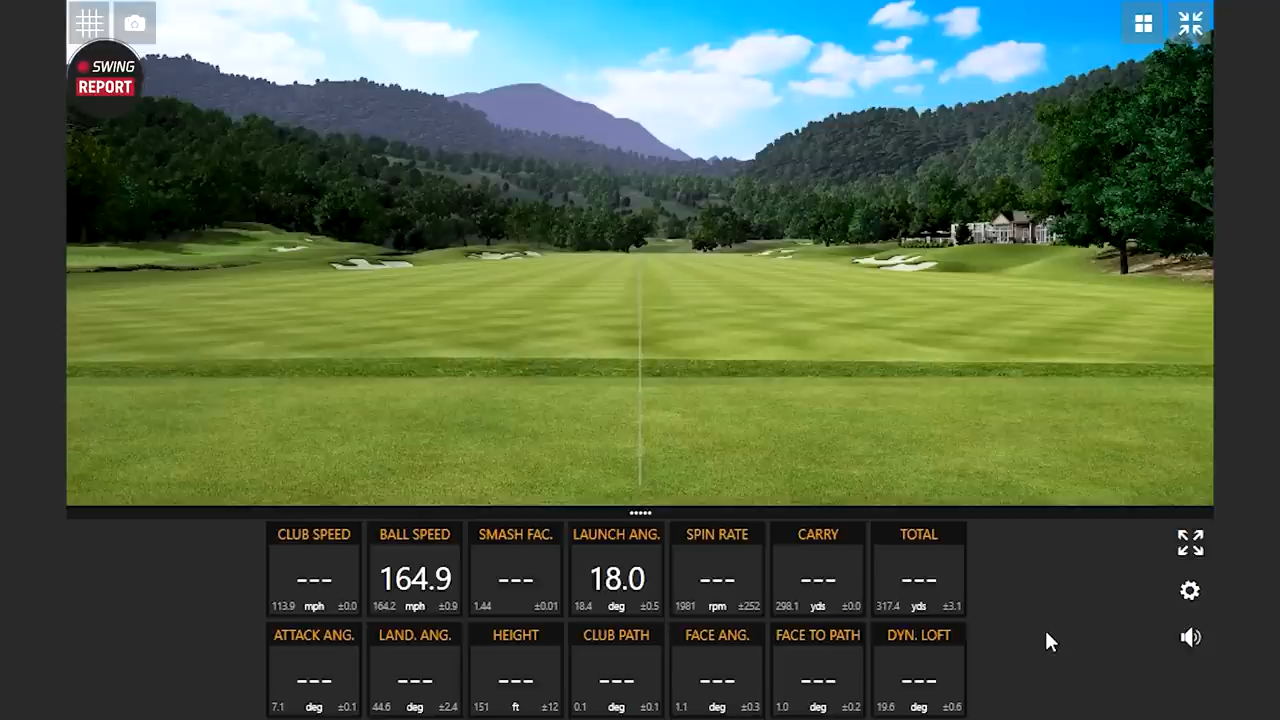 SWING
REPORT
CLUB SPEED BALL SPEED SMASH FAC. LAUNCH ANG. SPIN RATE CARRY TOTAL
--- 164.9 --- 18.0 --- --- ---
113.9 mph ±0.0 164.2 mph ±0.9 1.44 ±0.01 18.4 deg ±0.5 1981 rpm ±252 298.1 yds ±0.0 317.4 yds ±3.1
ATTACK ANG. LAND. ANG. HEIGHT CLUB PATH FACE ANG. FACE TO PATH DYN. LOFT
--- --- --- --- --- --- ---
7.1 deg ±0.1 44.6 deg ±2.4 151 ft ±12 0.1 deg ±0.1 1.1 deg ±0.3 1.0 deg ±0.2 19.6 deg ±0.6